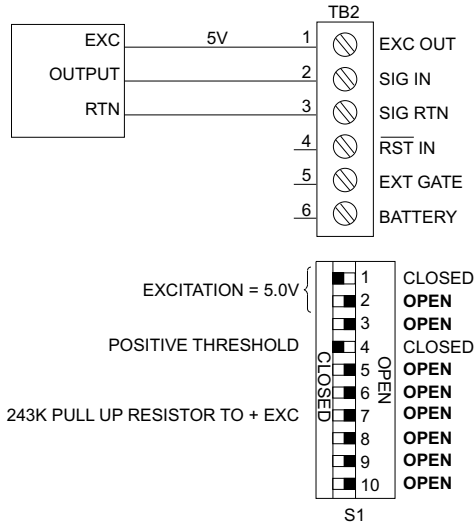 TB2
EXC 5V 1 EXC OUT
OUTPUT 2 SIG IN
RTN 3 SIG RTN
4 RST IN
5 EXT GATE
6 BATTERY
EXCITATION = 5.0V
1 CLOSED
2 OPEN
3 OPEN
POSITIVE THRESHOLD 4 CLOSED
5 OPEN
6 OPEN
243K PULL UP RESISTOR TO + EXC 7 OPEN
8 OPEN
9 OPEN
10 OPEN
CLOSED
OPEN
S1